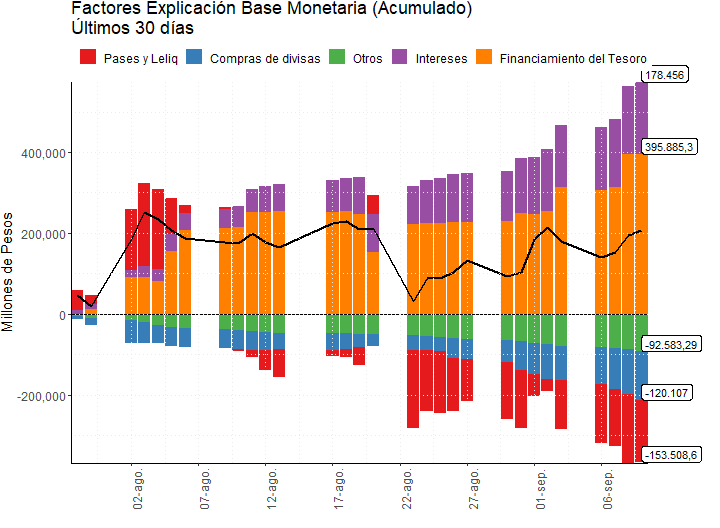 Factores Explicación Base Monetaria (Acumulado)
Últimos 30 días
Pases y Leliq
Compras de divisas
Otros
Intereses
Financiamiento del Tesoro
178.456
395.885,3
-92.583,29
-120.107
-153.508,6
Millones de Pesos
400,000
200,000
0
-200,000
02-ago.
07-ago.
12-ago.
17-ago.
22-ago.
27-ago.
01-sep.
06-sep.